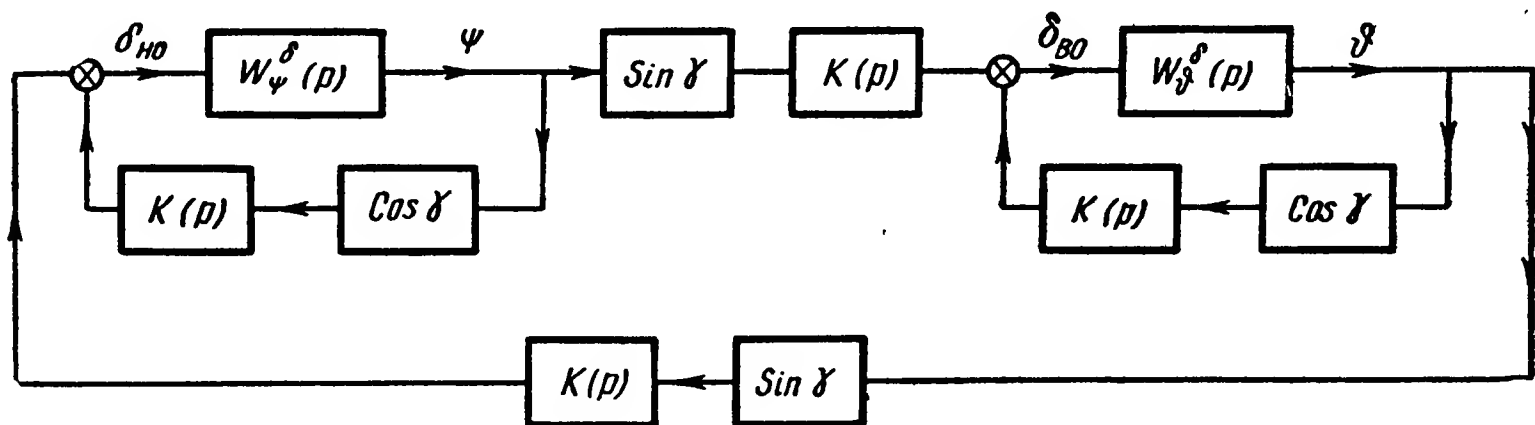 δ_НО W_ψ^δ(p) ψ Sin γ K(p) δ_ВО W_ϑ^δ(p) ϑ
K(p) Cos γ K(p) Cos γ
K(p) Sin γ